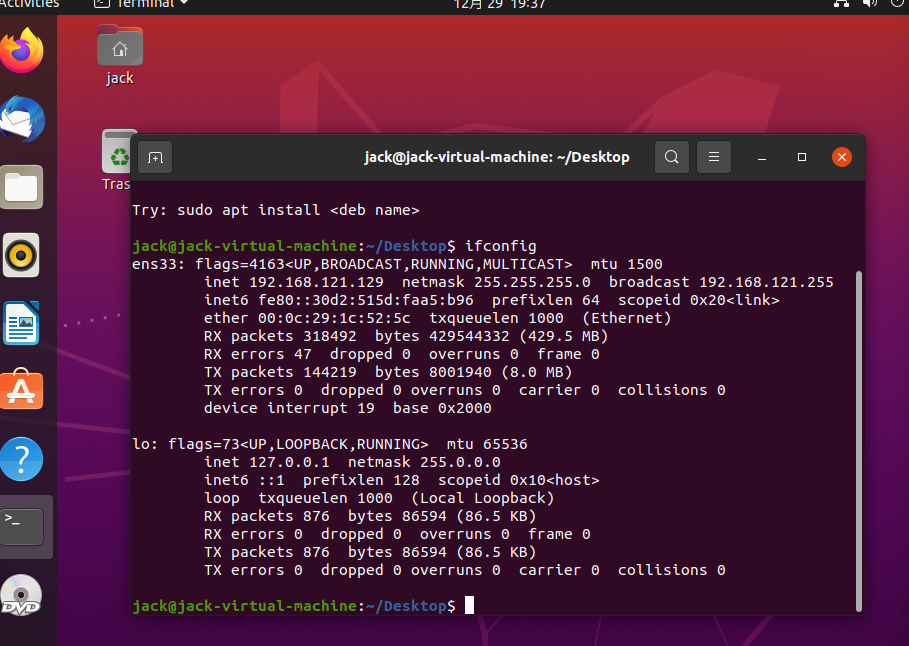 Activities Terminal 12月 29 19:37
jack
Tras
jack@jack-virtual-machine: ~/Desktop
Try: sudo apt install <deb name>
jack@jack-virtual-machine:~/Desktop$ ifconfig
ens33: flags=4163<UP,BROADCAST,RUNNING,MULTICAST>  mtu 1500
        inet 192.168.121.129  netmask 255.255.255.0  broadcast 192.168.121.255
        inet6 fe80::30d2:515d:faa5:b96  prefixlen 64  scopeid 0x20<link>
        ether 00:0c:29:1c:52:5c  txqueuelen 1000  (Ethernet)
        RX packets 318492  bytes 429544332 (429.5 MB)
        RX errors 47  dropped 0  overruns 0  frame 0
        TX packets 144219  bytes 8001940 (8.0 MB)
        TX errors 0  dropped 0 overruns 0  carrier 0  collisions 0
        device interrupt 19  base 0x2000
lo: flags=73<UP,LOOPBACK,RUNNING>  mtu 65536
        inet 127.0.0.1  netmask 255.0.0.0
        inet6 ::1  prefixlen 128  scopeid 0x10<host>
        loop  txqueuelen 1000  (Local Loopback)
        RX packets 876  bytes 86594 (86.5 KB)
        RX errors 0  dropped 0  overruns 0  frame 0
        TX packets 876  bytes 86594 (86.5 KB)
        TX errors 0  dropped 0 overruns 0  carrier 0  collisions 0
jack@jack-virtual-machine:~/Desktop$
DVD